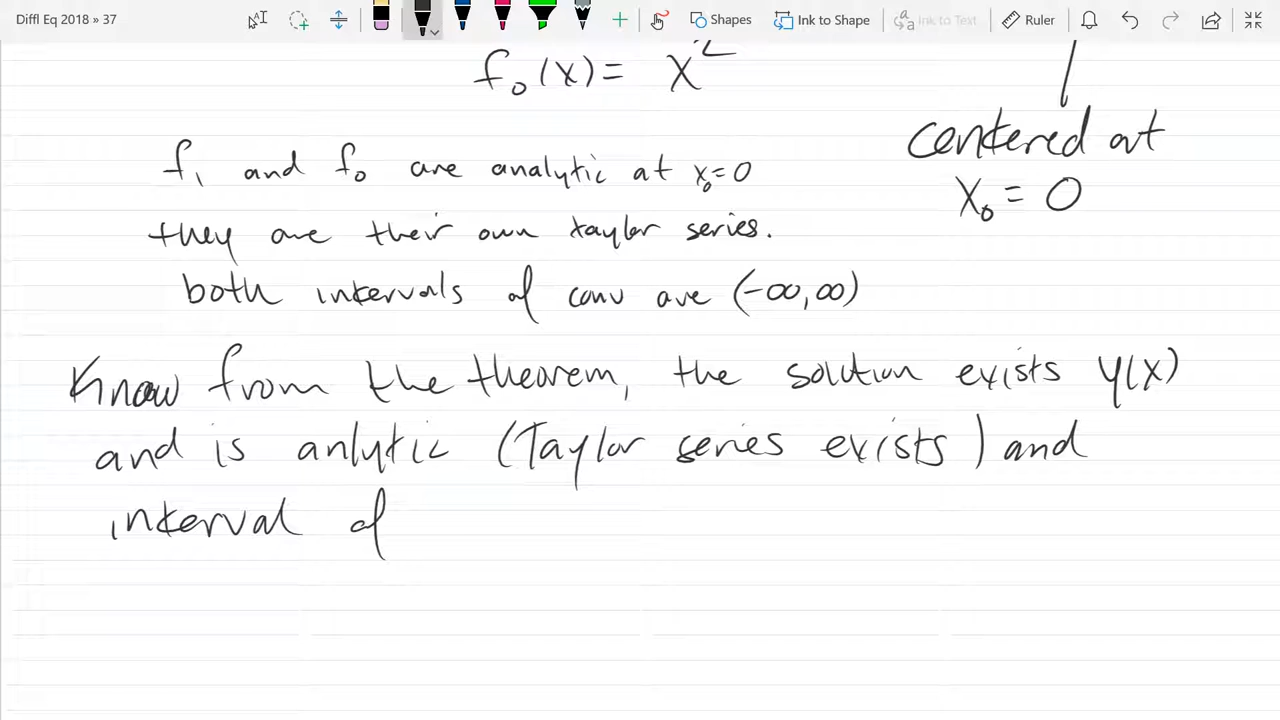 Diffl Eq 2018 » 37
Shapes
Ink to Shape
Ink to Text
Ruler
f₀(x) = x²
centered at
x₀ = 0
f₁ and f₀ are analytic at x₀=0
they are their own taylor series.
both intervals of conv are (-∞,∞)
Know from the theorem, the solution exists y(x)
and is anlytic (Taylor series exists) and
interval of